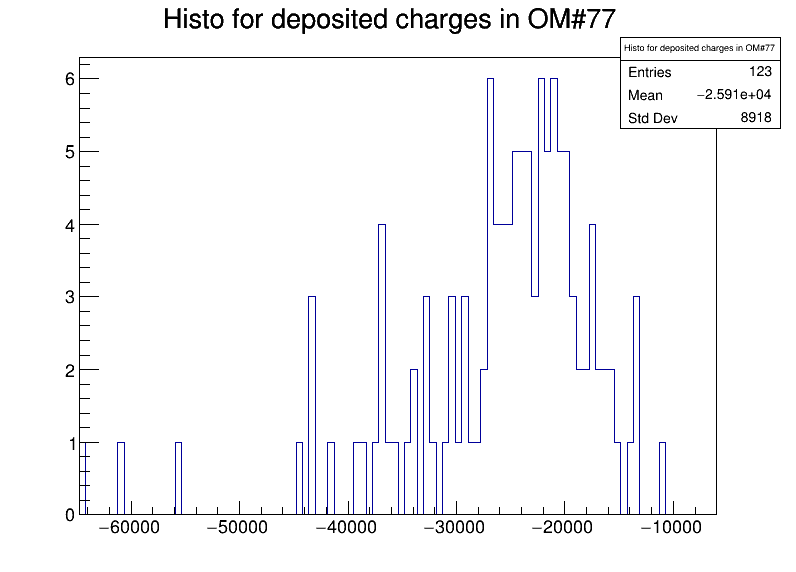 Histo for deposited charges in OM#77
Histo for deposited charges in OM#77
Entries 123
Mean −2.591e+04
Std Dev 8918
6
5
4
3
2
1
0
−60000 −50000 −40000 −30000 −20000 −10000